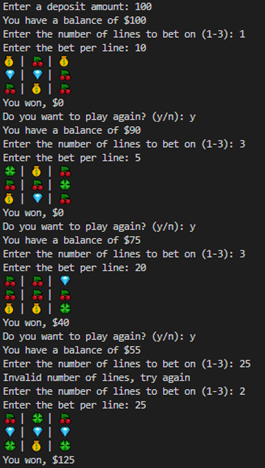 Enter a deposit amount: 100
You have a balance of $100
Enter the number of lines to bet on (1-3): 1
Enter the bet per line: 10
💰 | 🍒 | 💰
💎 | 💎 | 🍒
🍒 | 💰 | 🍒
You won, $0
Do you want to play again? (y/n): y
You have a balance of $90
Enter the number of lines to bet on (1-3): 3
Enter the bet per line: 5
🍀 | 💰 | 🍒
🍒 | 🍒 | 🍀
💰 | 💎 | 🍒
You won, $0
Do you want to play again? (y/n): y
You have a balance of $75
Enter the number of lines to bet on (1-3): 3
Enter the bet per line: 20
🍒 | 🍒 | 💎
🍒 | 🍒 | 🍒
💰 | 💰 | 🍀
You won, $40
Do you want to play again? (y/n): y
You have a balance of $55
Enter the number of lines to bet on (1-3): 25
Invalid number of lines, try again
Enter the number of lines to bet on (1-3): 2
Enter the bet per line: 25
🍒 | 🍀 | 🍒
💎 | 💎 | 💎
🍀 | 💰 | 🍀
You won, $125